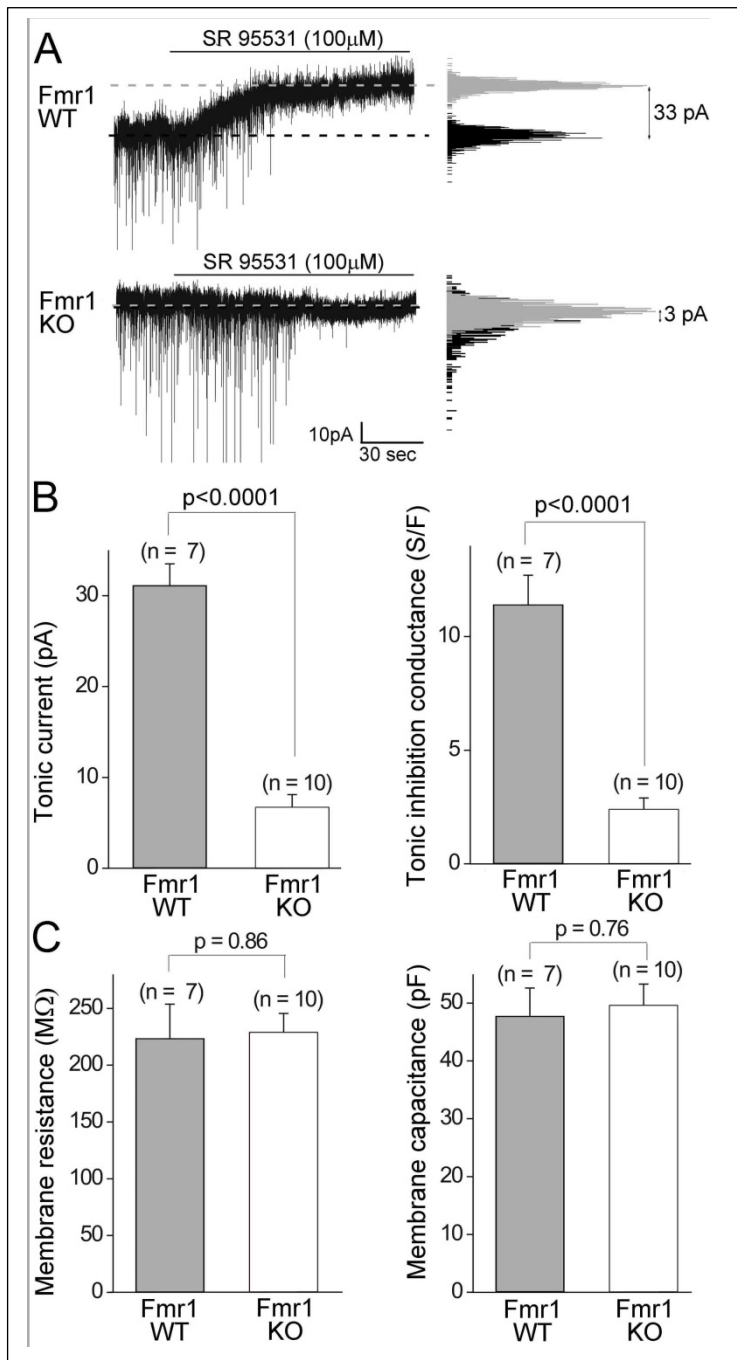 A
SR 95531 (100μM)
Fmr1
WT
33 pA
SR 95531 (100μM)
Fmr1
KO
3 pA
10pA
30 sec
B
p<0.0001
(n = 7)
(n = 10)
Tonic current (pA)
30
20
10
0
Fmr1
WT
Fmr1
KO
p<0.0001
(n = 7)
(n = 10)
Tonic inhibition conductance (S/F)
10
5
0
Fmr1
WT
Fmr1
KO
C
p = 0.86
(n = 7)
(n = 10)
Membrane resistance (MΩ)
250
200
150
100
50
0
Fmr1
WT
Fmr1
KO
p = 0.76
(n = 7)
(n = 10)
Membrane capacitance (pF)
50
40
30
20
10
0
Fmr1
WT
Fmr1
KO